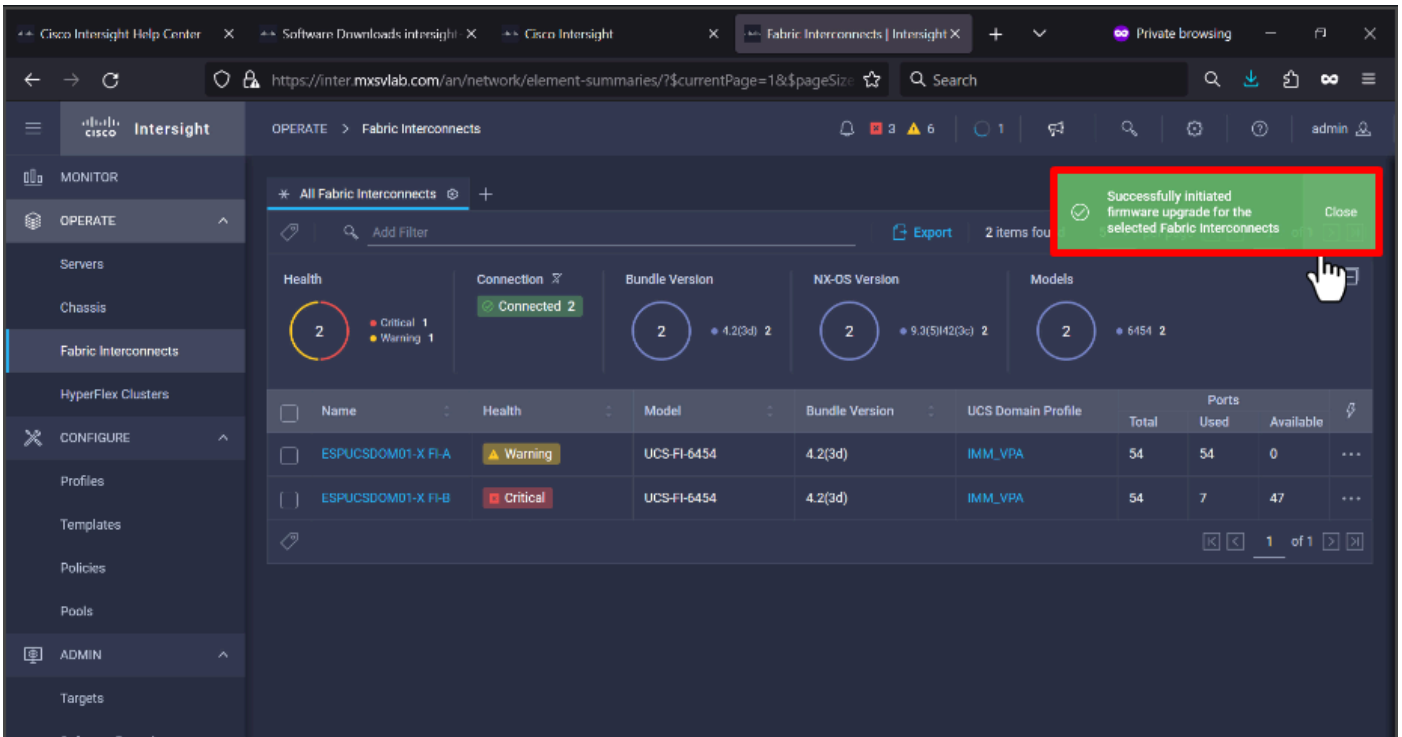 Cisco Intersight Help Center
Software Downloads intersight
Cisco Intersight
Fabric Interconnects | Intersight
Private browsing
https://inter.mxsvlab.com/an/network/element-summaries/?$currentPage=1&$pageSize
Search
cisco Intersight
OPERATE > Fabric Interconnects
3
6
1
admin
MONITOR
OPERATE
Servers
Chassis
Fabric Interconnects
HyperFlex Clusters
CONFIGURE
Profiles
Templates
Policies
Pools
ADMIN
Targets
All Fabric Interconnects
Successfully initiated
firmware upgrade for the
selected Fabric Interconnects
Close
Add Filter
Export
2 items fou
Health
2
Critical 1
Warning 1
Connection
Connected 2
Bundle Version
2
4.2(3d) 2
NX-OS Version
2
9.3(5)I42(3c) 2
Models
2
6454 2
Name Health Model Bundle Version UCS Domain Profile Ports
Total Used Available
ESPUCSDOM01-X FI-A Warning UCS-FI-6454 4.2(3d) IMM_VPA 54 54 0
ESPUCSDOM01-X FI-B Critical UCS-FI-6454 4.2(3d) IMM_VPA 54 7 47
1 of 1